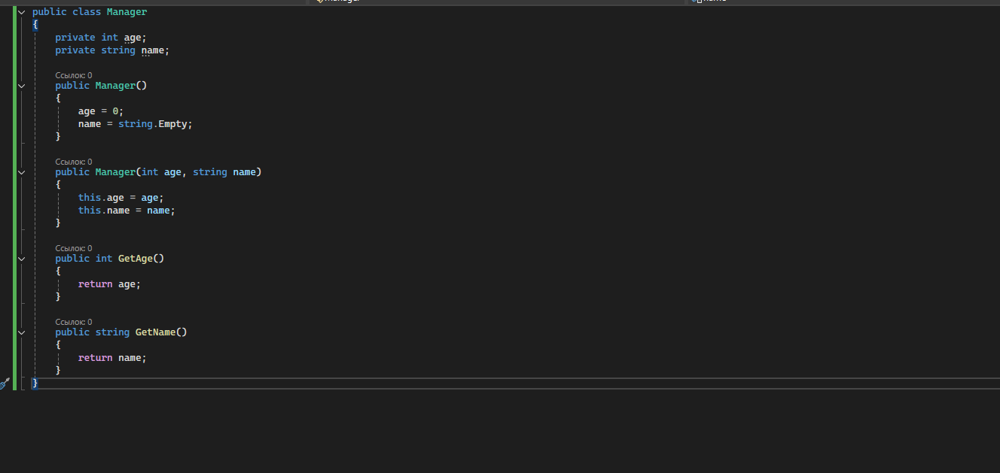 public class Manager
{
private int age;
private string name;
Ссылок: 0
public Manager()
{
age = 0;
name = string.Empty;
}
Ссылок: 0
public Manager(int age, string name)
{
this.age = age;
this.name = name;
}
Ссылок: 0
public int GetAge()
{
return age;
}
Ссылок: 0
public string GetName()
{
return name;
}
}